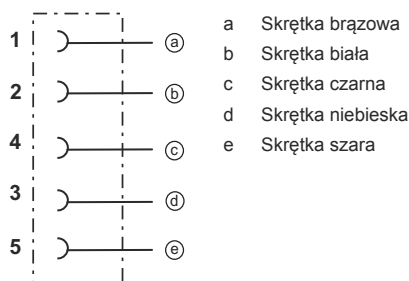 1 a
2 b
4 c
3 d
5 e
a Skrętka brązowa
b Skrętka biała
c Skrętka czarna
d Skrętka niebieska
e Skrętka szara